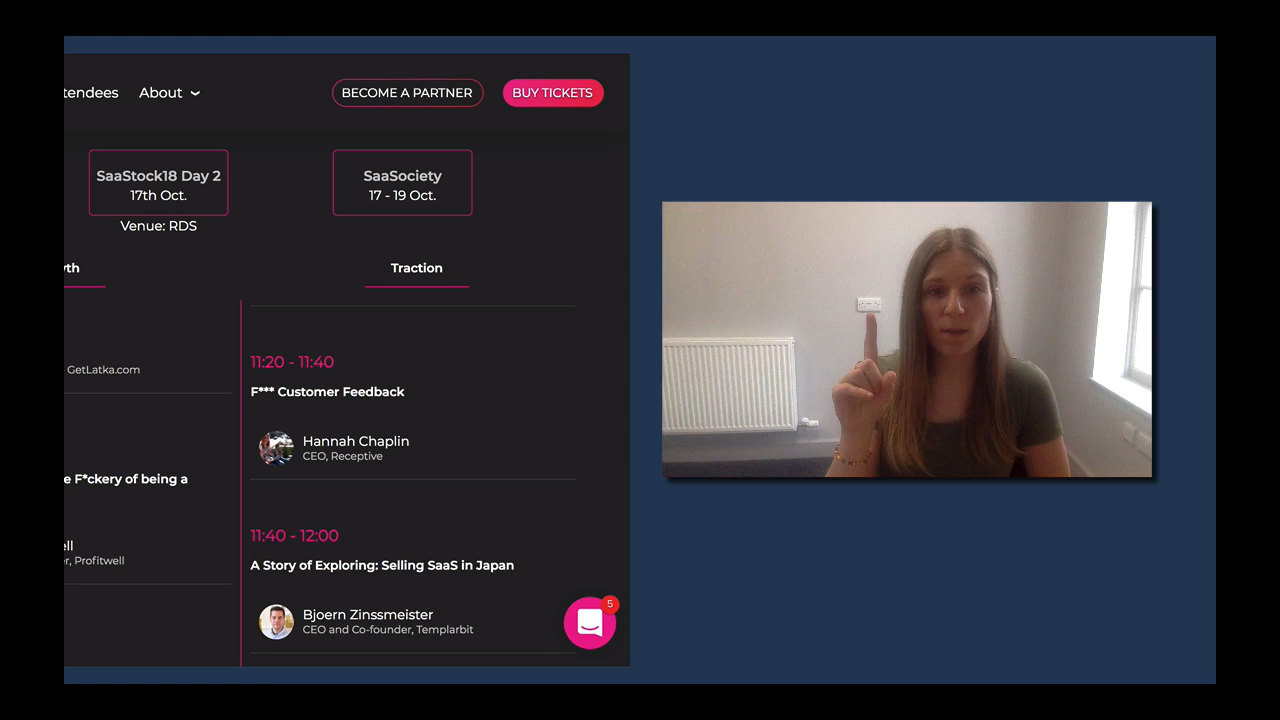 tendees
About
BECOME A PARTNER
BUY TICKETS
SaaStock18 Day 2
17th Oct.
Venue: RDS
SaaSociety
17 - 19 Oct.
th
Traction
GetLatka.com
e F*ckery of being a
ell
r, Profitwell
11:20 - 11:40
F*** Customer Feedback
Hannah Chaplin
CEO, Receptive
11:40 - 12:00
A Story of Exploring: Selling SaaS in Japan
Bjoern Zinssmeister
CEO and Co-founder, Templarbit
5